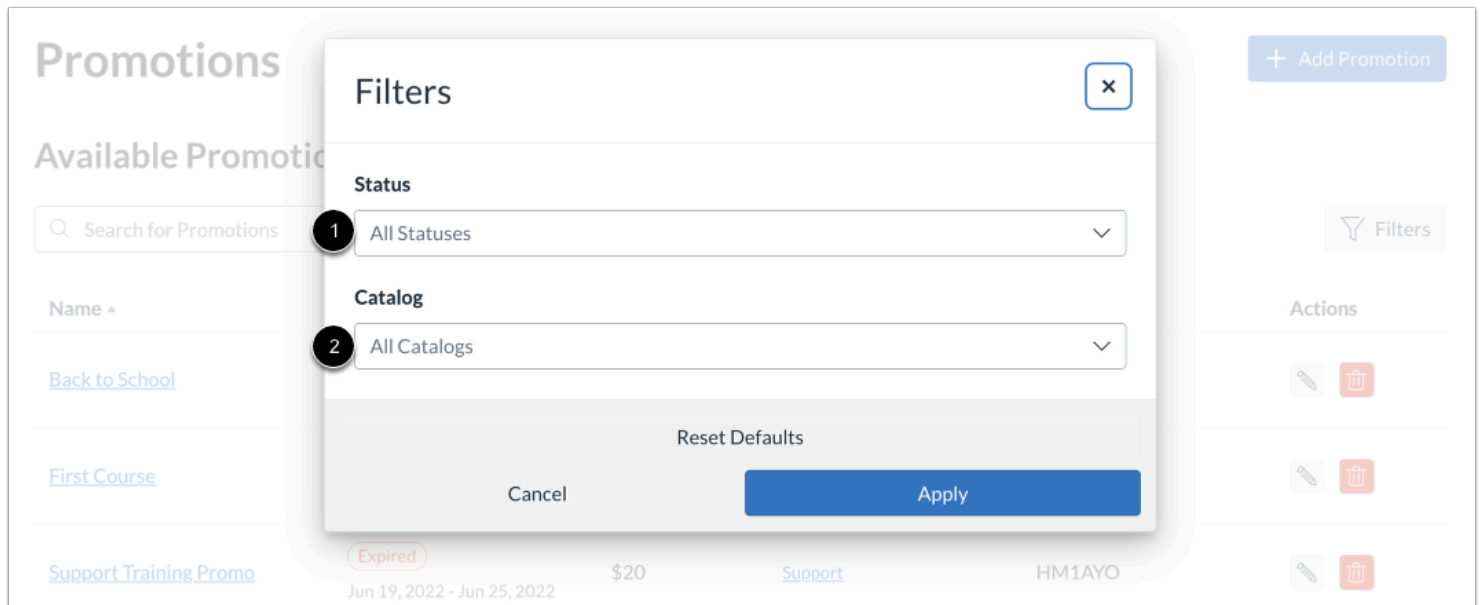 Promotions
+ Add Promotion
Filters
×
Available Promotio
Status
Search for Promotions
1 All Statuses
Filters
Name
Catalog
Actions
2 All Catalogs
Back to School
Reset Defaults
First Course
Cancel
Apply
Support Training Promo
Expired
Jun 19, 2022 - Jun 25, 2022
$20
Support
HM1AYO